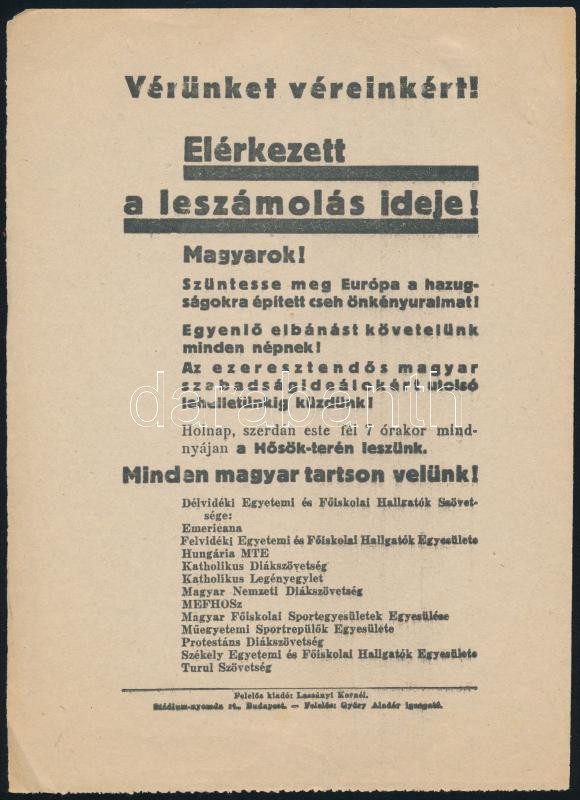 Vérünket véreinkért!
Elérkezett
a leszámolás ideje!
Magyarok!
Szüntesse meg Európa a hazug-
ságokra épített cseh önkényuralmat!
Egyenlő elbánást követelünk
minden népnek!
Az ezeresztendős magyar
szabadságideálokért utolsó
lehelletünkig küzdünk!
darabanth
Holnap, szerdán este fél 7 órakor mind-
nyájan a Hősök-terén leszünk.
Minden magyar tartson velünk!
Délvidéki Egyetemi és Főiskolai Hallgatók Szövet-
sége:
Emericana
Felvidéki Egyetemi és Főiskolai Hallgatók Egyesülete
Hungária MTE
Katholikus Diákszövetség
Katholikus Legényegylet
Magyar Nemzeti Diákszövetség
MEFHOSz
Magyar Főiskolai Sportegyesületek Egyesülése
Műegyetemi Sportrepülők Egyesülete
Protestáns Diákszövetség
Székely Egyetemi és Főiskolai Hallgatók Egyesülete
Turul Szövetség
Felelős kiadó: Lassányi Kornél.
Stádium-nyomda rt., Budapest. — Felelős: Győry Aladár igazgató.